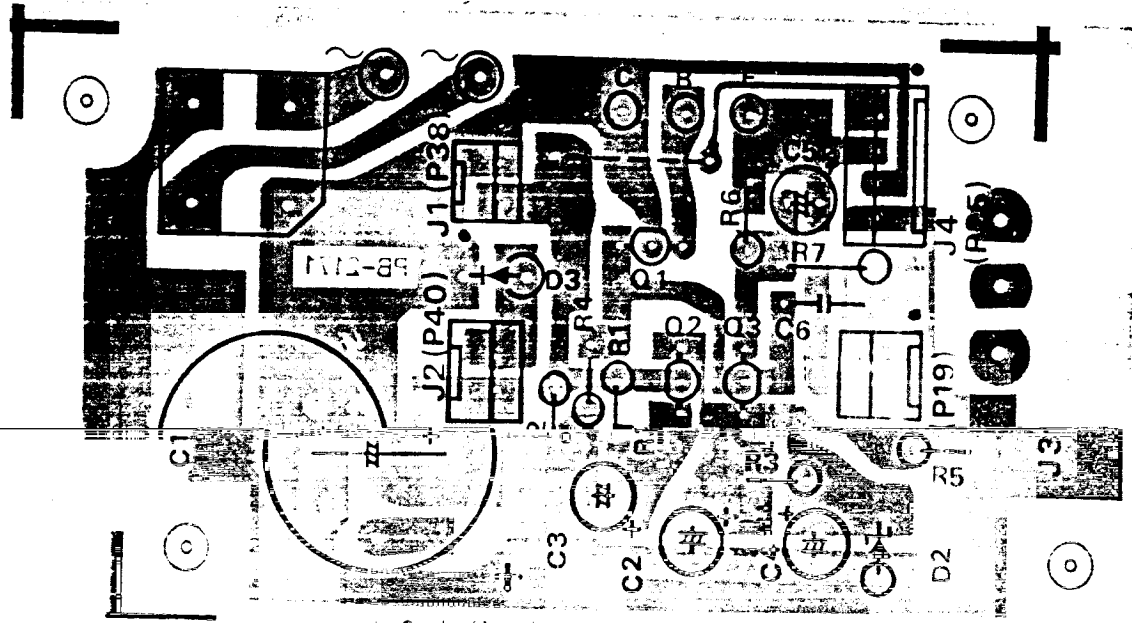 ~
~
C
B
E
J1(P38)
C5
R6
R7
J4
PB-2171
D3
Q1
J2(P40)
R4
R1
Q2
Q3
C6
(P19)
C1
+
R3
R5
J3
C3
+
C2
+
C4
D2